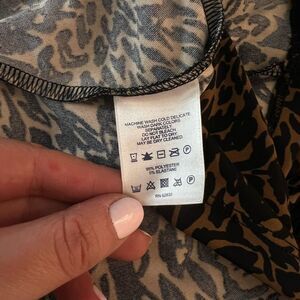 MACHINE WASH COLD DELICATE
WASH DARK COLORS
SEPARATELY
DO NOT BLEACH
LAY FLAT TO DRY
MAY BE DRY CLEANED
95% POLYESTER
5% ELASTANE